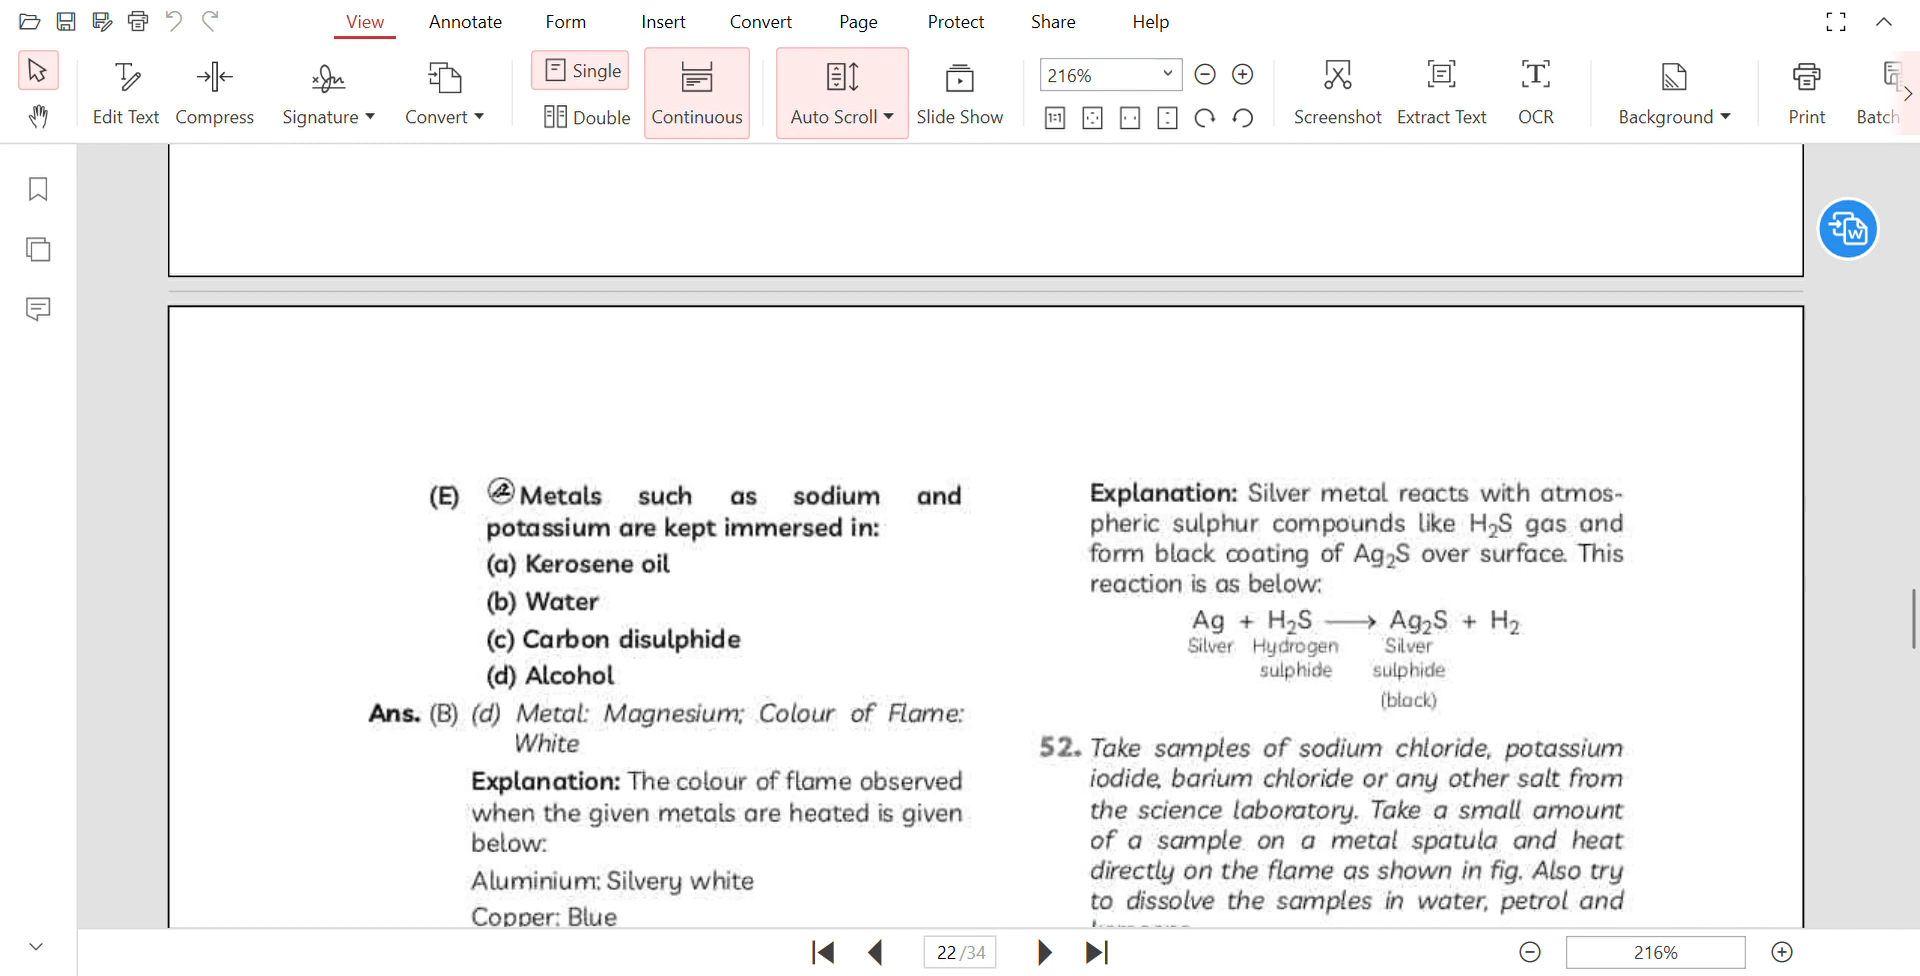 View Annotate Form Insert Convert Page Protect Share Help
Edit Text Compress Signature Convert Single Double Continuous Auto Scroll Slide Show 216% 1:1 Screenshot Extract Text OCR Background Print Batch
(E) Metals such as sodium and
potassium are kept immersed in:
(a) Kerosene oil
(b) Water
(c) Carbon disulphide
(d) Alcohol
Ans. (B) (d) Metal: Magnesium; Colour of Flame:
White
Explanation: The colour of flame observed
when the given metals are heated is given
below:
Aluminium: Silvery white
Copper: Blue
Explanation: Silver metal reacts with atmos-
pheric sulphur compounds like H₂S gas and
form black coating of Ag₂S over surface. This
reaction is as below:
Ag + H₂S ⟶ Ag₂S + H₂
Silver Hydrogen Silver
sulphide sulphide
(black)
52. Take samples of sodium chloride, potassium
iodide, barium chloride or any other salt from
the science laboratory. Take a small amount
of a sample on a metal spatula and heat
directly on the flame as shown in fig. Also try
to dissolve the samples in water, petrol and
22 /34 216%